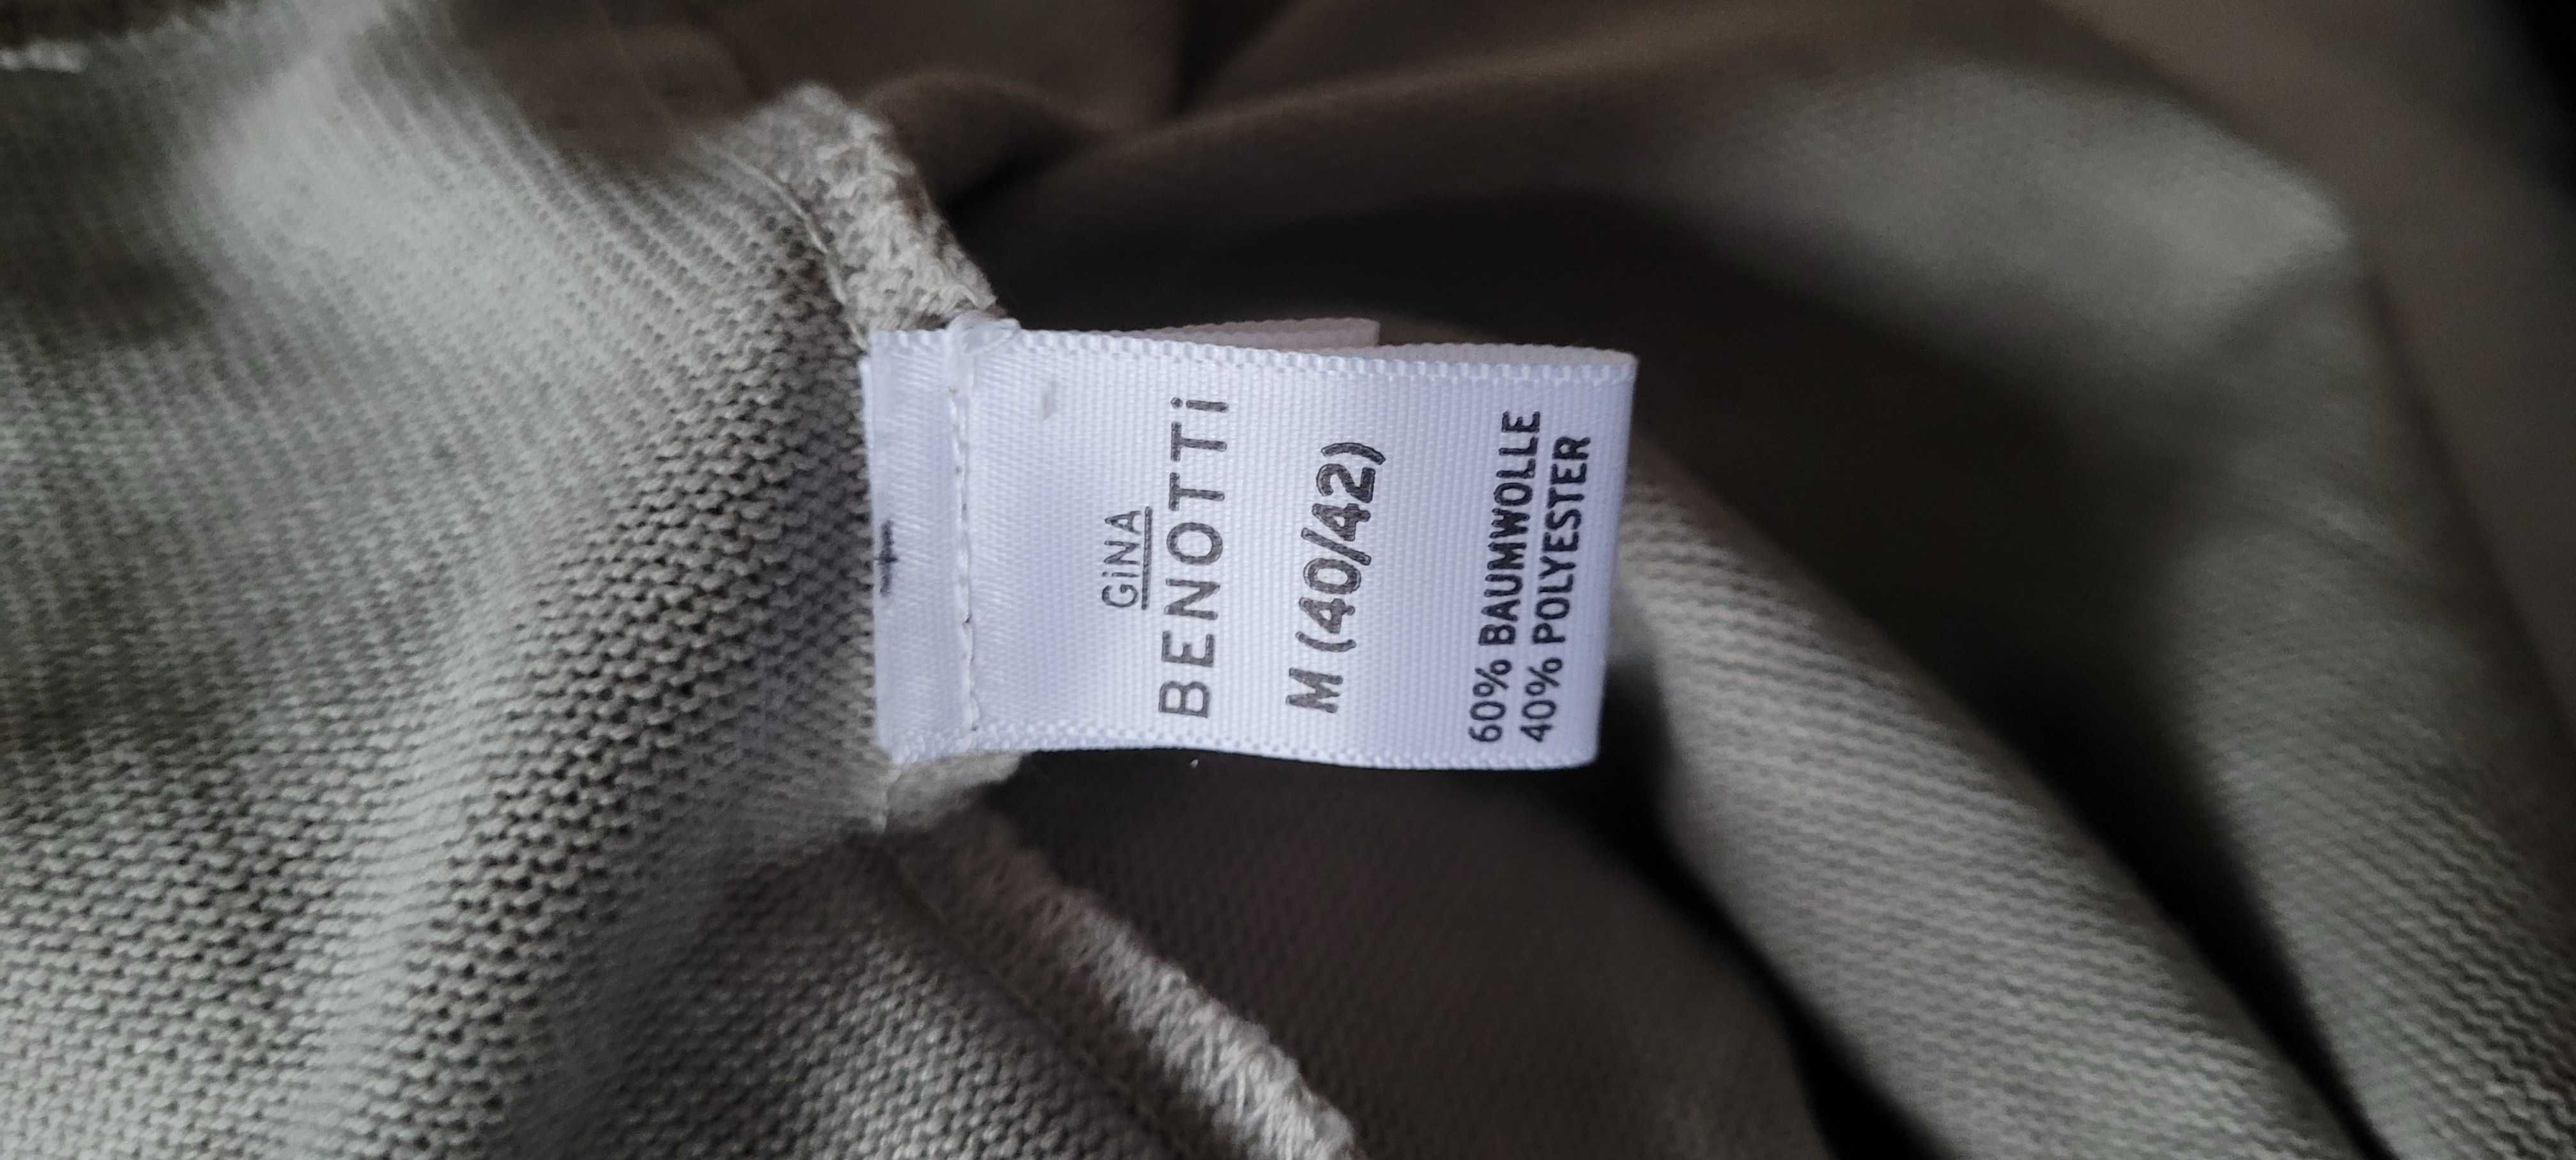 GiNA
BENOTTi
M (40/42)
60% BAUMWOLLE
40% POLYESTER